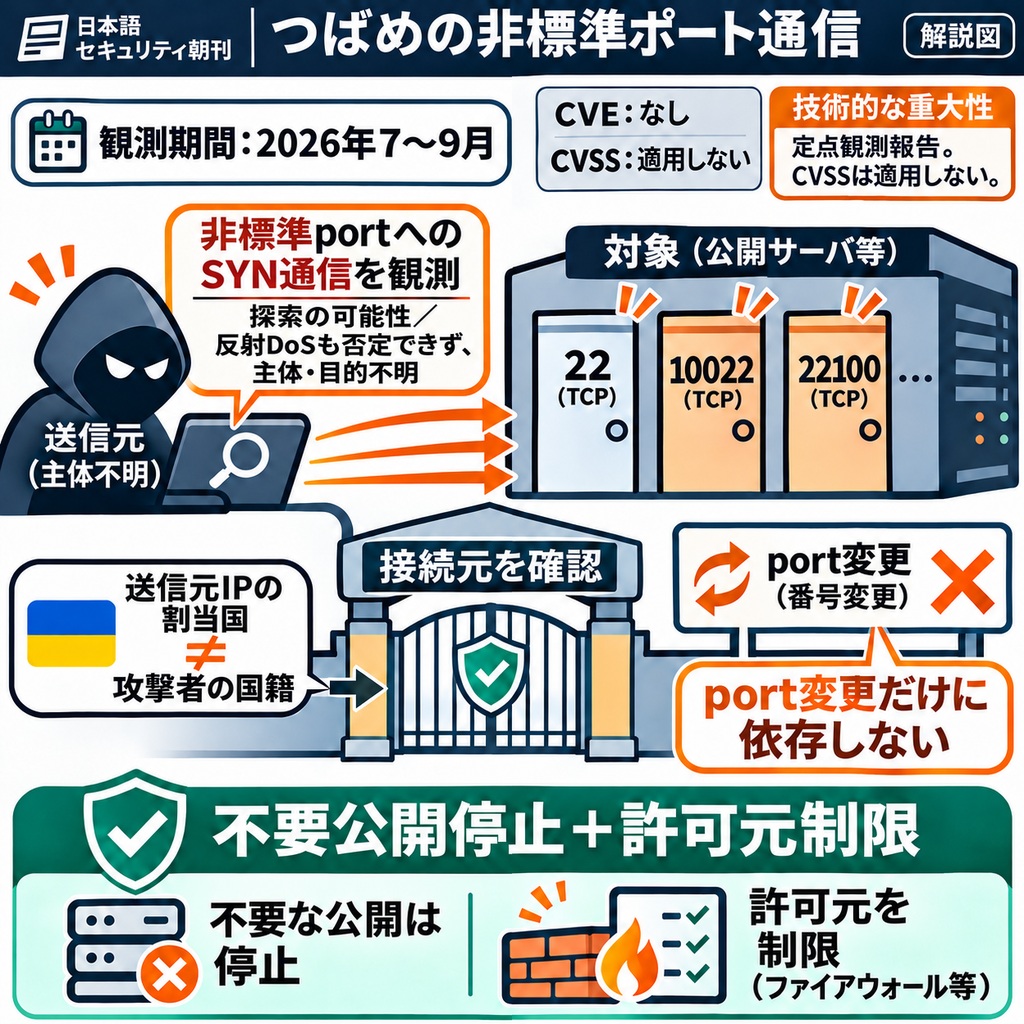 日本語
セキュリティ朝刊
つばめの非標準ポート通信
解説図
観測期間：2026年7～9月
CVE：なし
CVSS：適用しない
技術的な重大性
定点観測報告。
CVSSは適用しない。
非標準portへの
SYN通信を観測
探索の可能性／
反射DoSも否定できず、
主体・目的不明
送信元
（主体不明）
対象（公開サーバ等）
22
(TCP)
10022
(TCP)
22100
(TCP)
…
接続元を確認
送信元IPの
割当国
≠
攻撃者の国籍
port変更
（番号変更）
port変更だけに
依存しない
不要公開停止＋許可元制限
不要な公開は
停止
許可元を
制限
（ファイアウォール等）